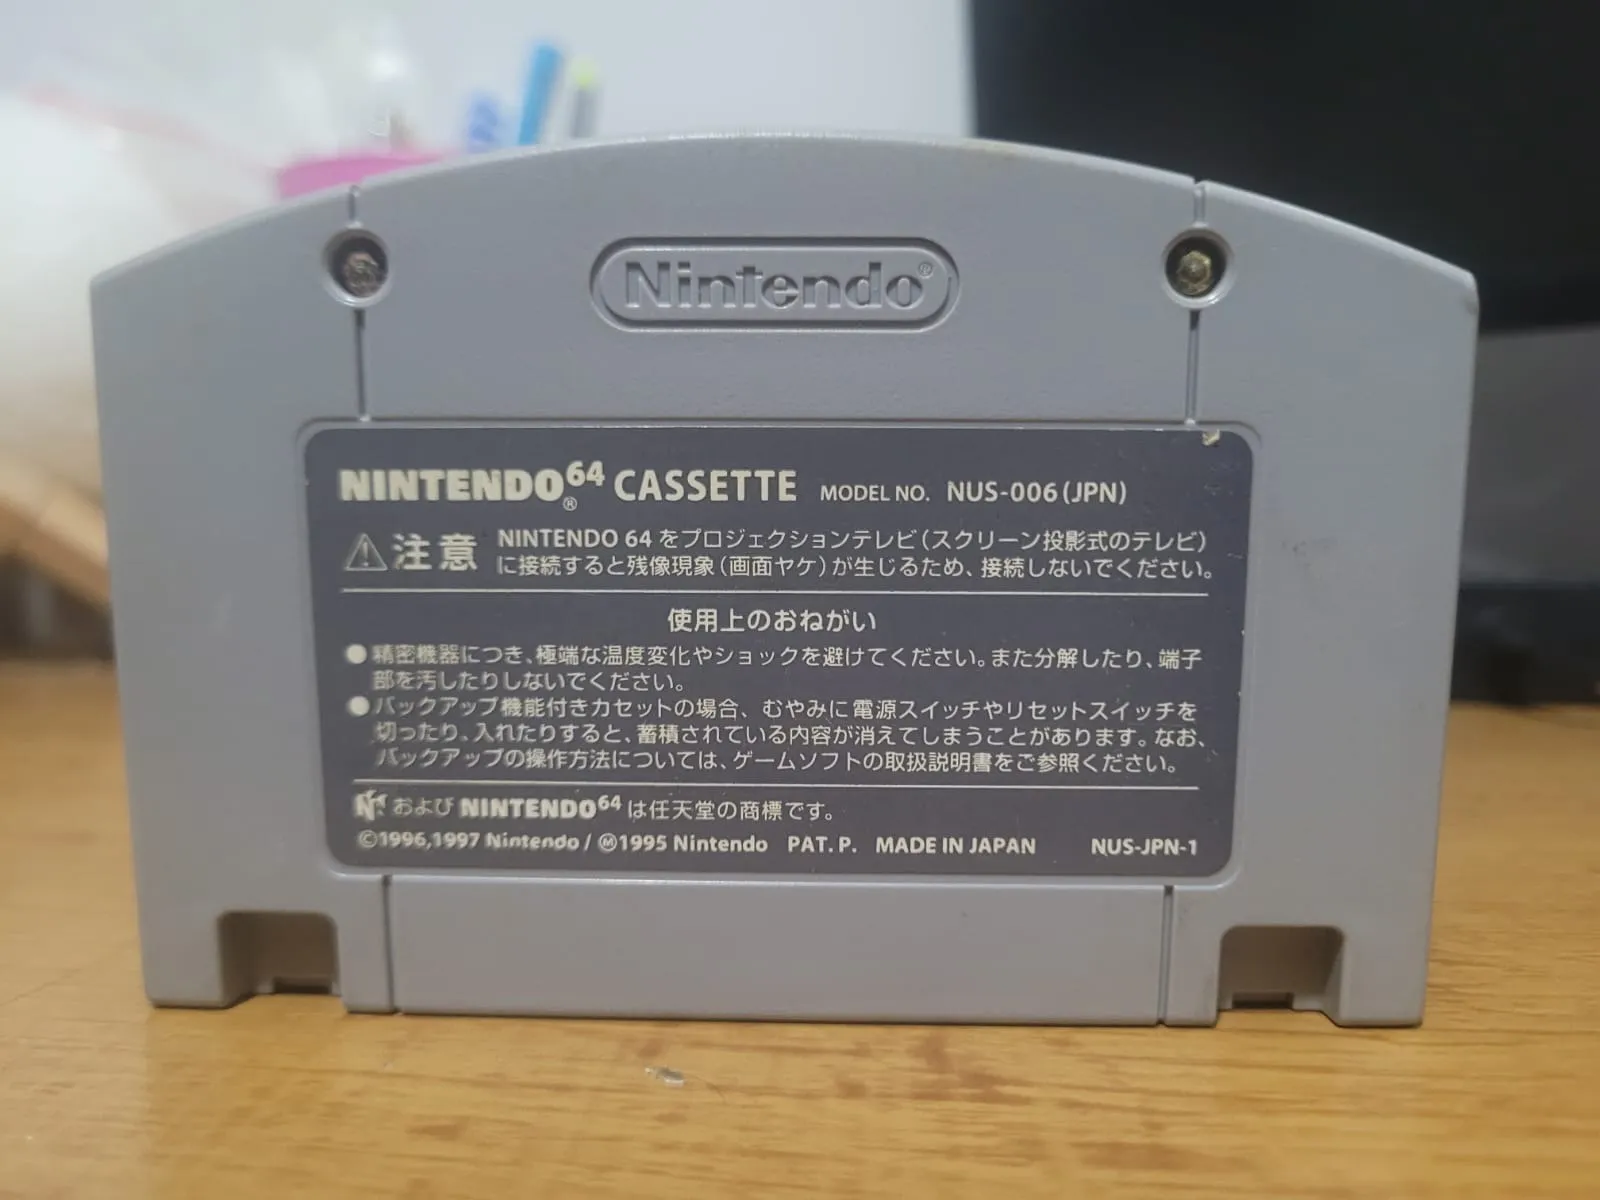 Nintendo®
NINTENDO64® CASSETTE MODEL NO. NUS-006(JPN)
⚠注意 NINTENDO 64 をプロジェクションテレビ(スクリーン投影式のテレビ)
に接続すると残像現象(画面ヤケ)が生じるため、接続しないでください。
使用上のおねがい
●精密機器につき、極端な温度変化やショックを避けてください。また分解したり、端子
部を汚したりしないでください。
●バックアップ機能付きカセットの場合、むやみに電源スイッチやリセットスイッチを
切ったり、入れたりすると、蓄積されている内容が消えてしまうことがあります。なお、
バックアップの操作方法については、ゲームソフトの取扱説明書をご参照ください。
および NINTENDO64 は任天堂の商標です。
©1996,1997 Nintendo / Ⓜ1995 Nintendo PAT. P. MADE IN JAPAN NUS-JPN-1